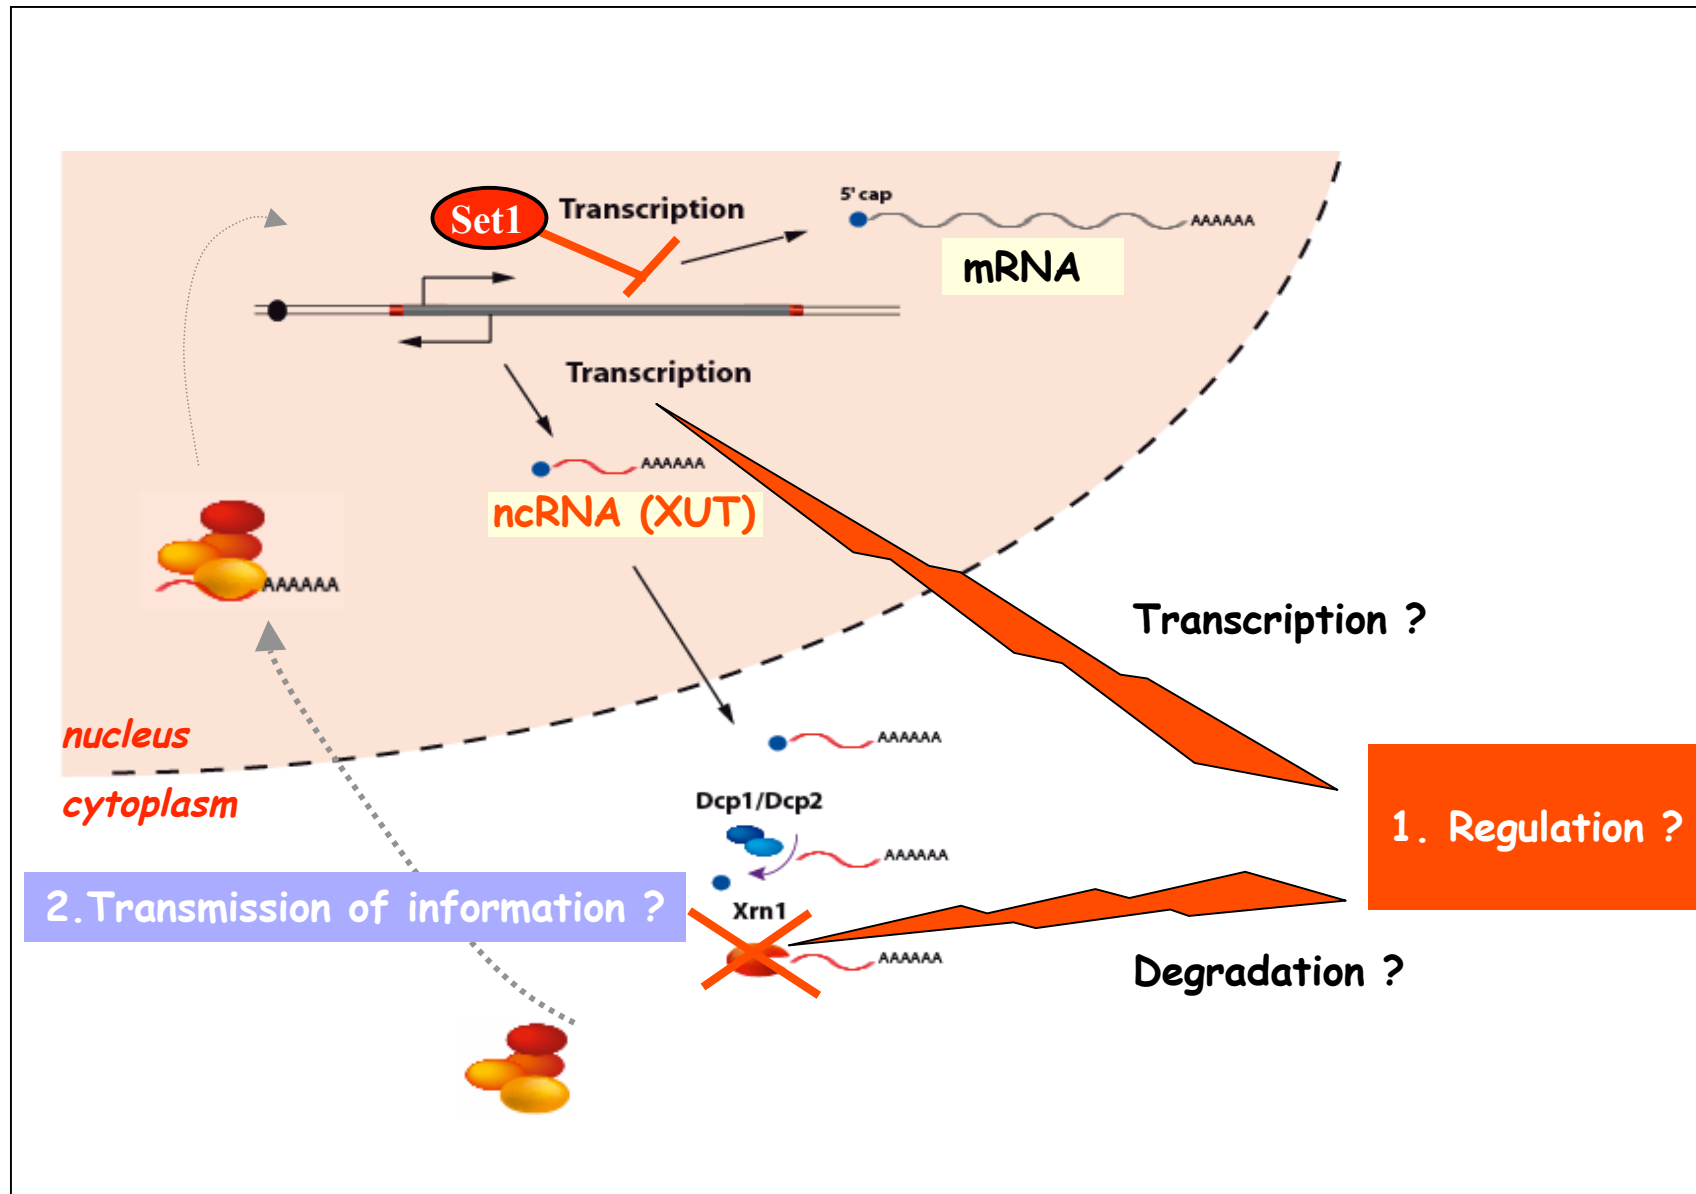 Set1
Transcription
5' cap
AAAAAA
mRNA
Transcription
AAAAAA
ncRNA (XUT)
AAAAAA
Transcription ?
nucleus
cytoplasm
AAAAAA
Dcp1/Dcp2
AAAAAA
1. Regulation ?
2.Transmission of information ?
Xrn1
AAAAAA
Degradation ?